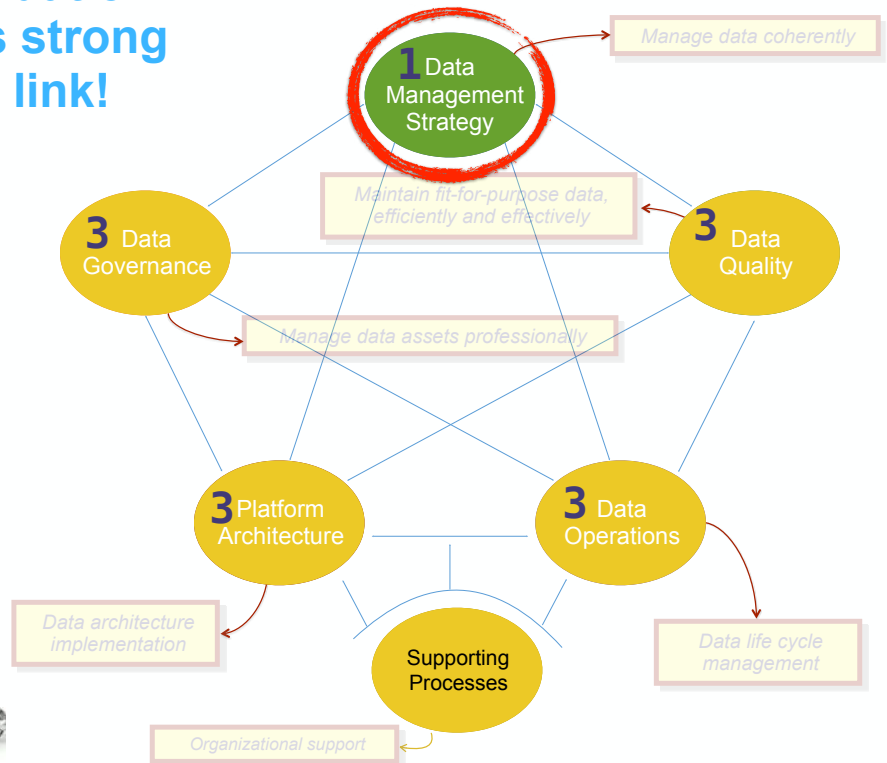 s strong
link!
1 Data
Management
Strategy
Manage data coherently
Maintain fit-for-purpose data,
efficiently and effectively
3 Data
Governance
3 Data
Quality
Manage data assets professionally
3 Platform
Architecture
3 Data
Operations
Data architecture
implementation
Data life cycle
management
Supporting
Processes
Organizational support